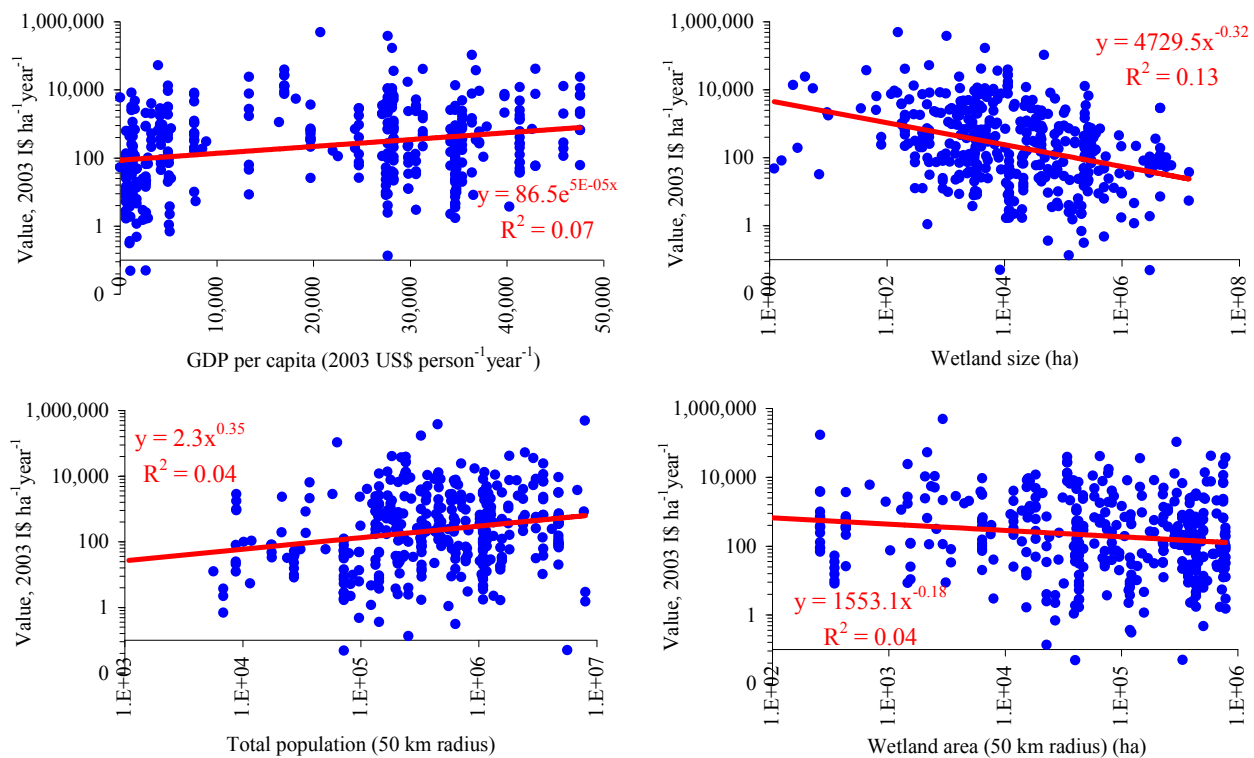 1,000,000
10,000
100
1
0
Value, 2003 I$ ha⁻¹year⁻¹
y = 86.5e⁵ᴱ⁻⁰⁵ˣ
R² = 0.07
0
10,000
20,000
30,000
40,000
50,000
GDP per capita (2003 US$ person⁻¹year⁻¹)
1,000,000
10,000
100
1
0
Value, 2003 I$ ha⁻¹year⁻¹
y = 4729.5x⁻⁰·³²
R² = 0.13
1.E+00
1.E+02
1.E+04
1.E+06
1.E+08
Wetland size (ha)
1,000,000
10,000
100
1
0
Value, 2003 I$ ha⁻¹year⁻¹
y = 2.3x⁰·³⁵
R² = 0.04
1.E+03
1.E+04
1.E+05
1.E+06
1.E+07
Total population (50 km radius)
1,000,000
10,000
100
1
0
Value, 2003 I$ ha⁻¹year⁻¹
y = 1553.1x⁻⁰·¹⁸
R² = 0.04
1.E+02
1.E+03
1.E+04
1.E+05
1.E+06
Wetland area (50 km radius) (ha)